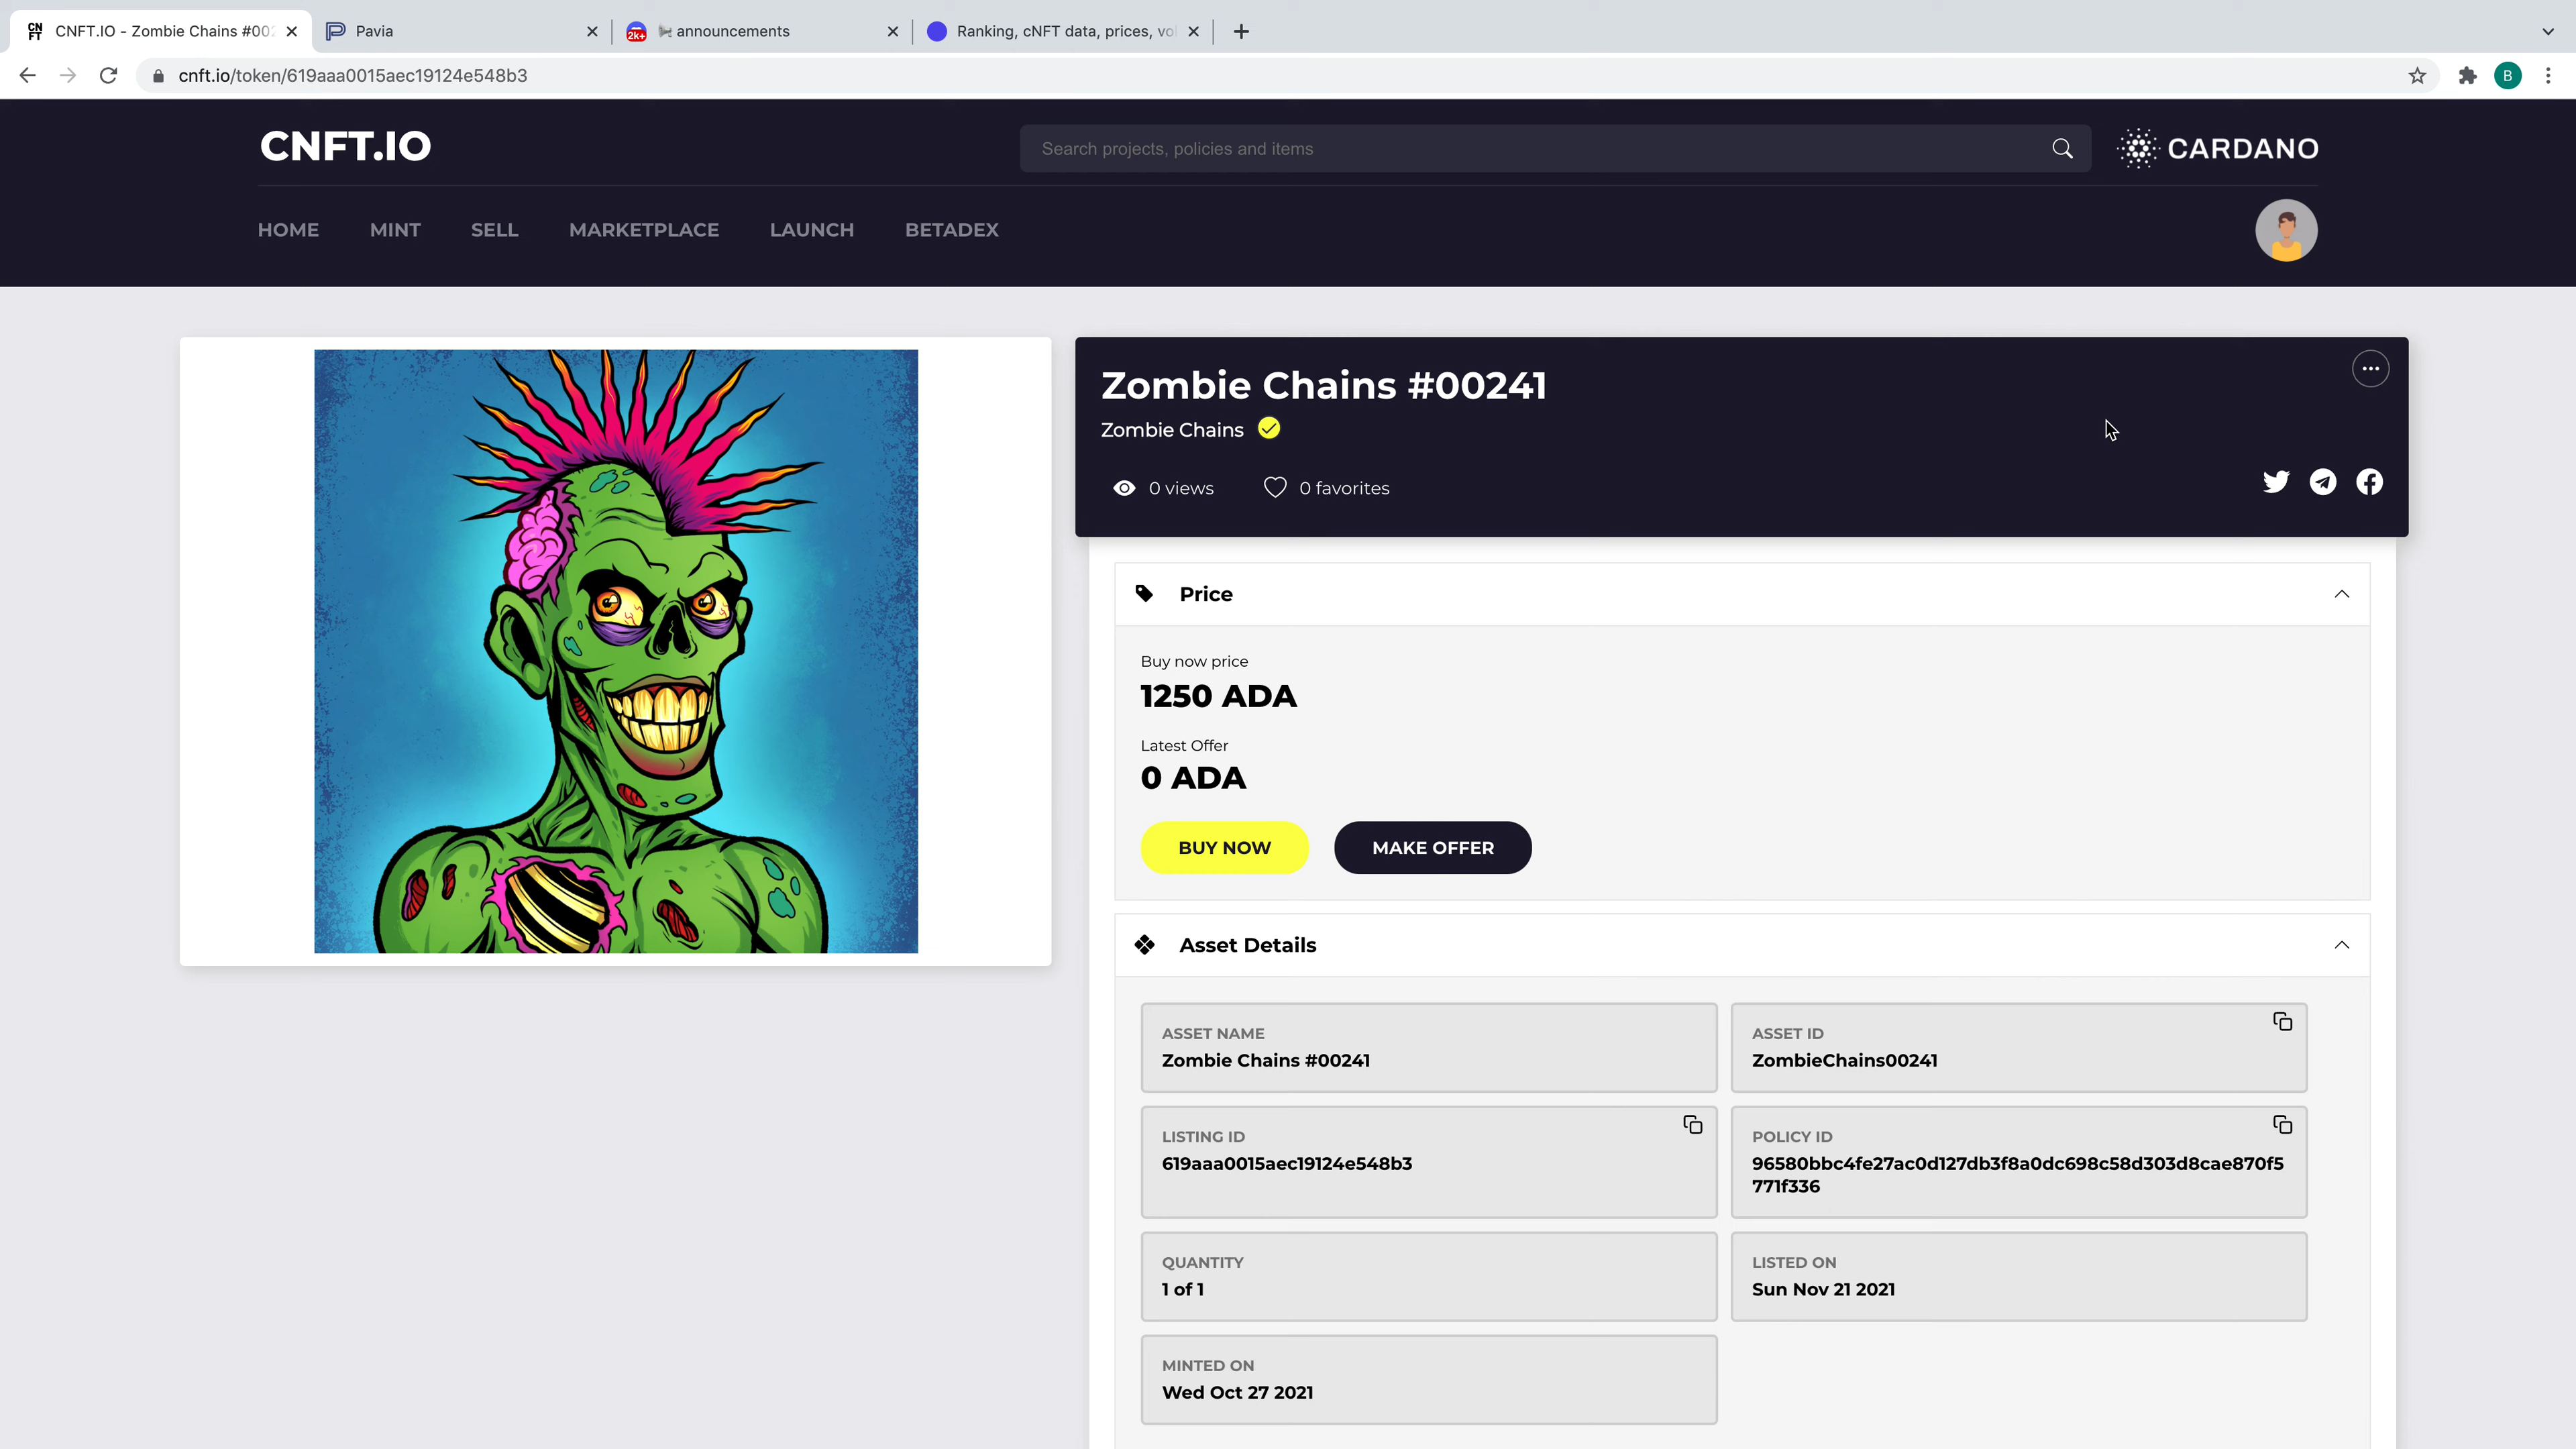 CNFT.IO - Zombie Chains #002
Pavia
2k+
announcements
Ranking, cNFT data, prices, vol
cnft.io/token/619aaa0015aec19124e548b3
B
CNFT.IO
Search projects, policies and items
CARDANO
HOME MINT SELL MARKETPLACE LAUNCH BETADEX
Zombie Chains #00241
Zombie Chains
0 views 0 favorites
Price
Buy now price
1250 ADA
Latest Offer
0 ADA
BUY NOW MAKE OFFER
Asset Details
ASSET NAME
Zombie Chains #00241
ASSET ID
ZombieChains00241
LISTING ID
619aaa0015aec19124e548b3
POLICY ID
96580bbc4fe27ac0d127db3f8a0dc698c58d303d8cae870f5
771f336
QUANTITY
1 of 1
LISTED ON
Sun Nov 21 2021
MINTED ON
Wed Oct 27 2021